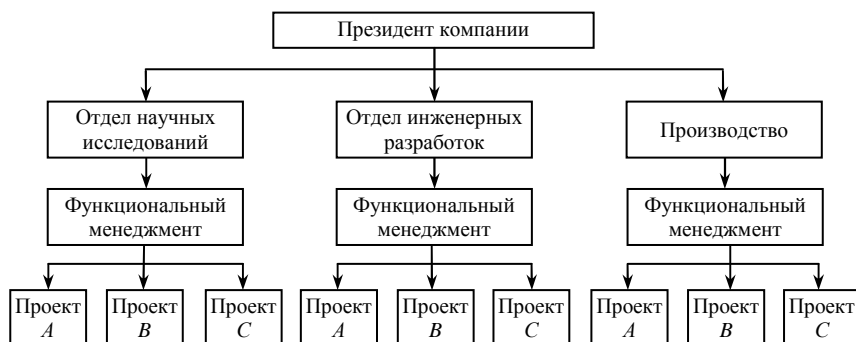 Президент компании
Отдел научных
исследований
Отдел инженерных
разработок
Производство
Функциональный
менеджмент
Функциональный
менеджмент
Функциональный
менеджмент
Проект
A
Проект
B
Проект
C
Проект
A
Проект
B
Проект
C
Проект
A
Проект
B
Проект
C